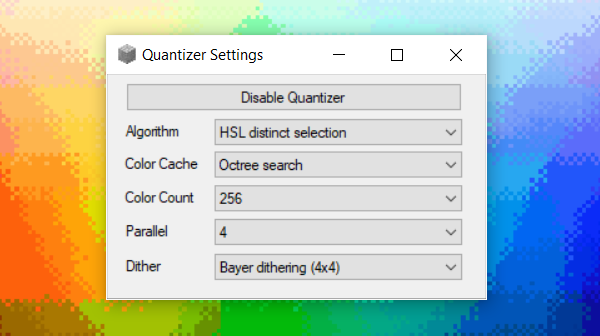 Quantizer Settings
Disable Quantizer
Algorithm HSL distinct selection
Color Cache Octree search
Color Count 256
Parallel 4
Dither Bayer dithering (4x4)